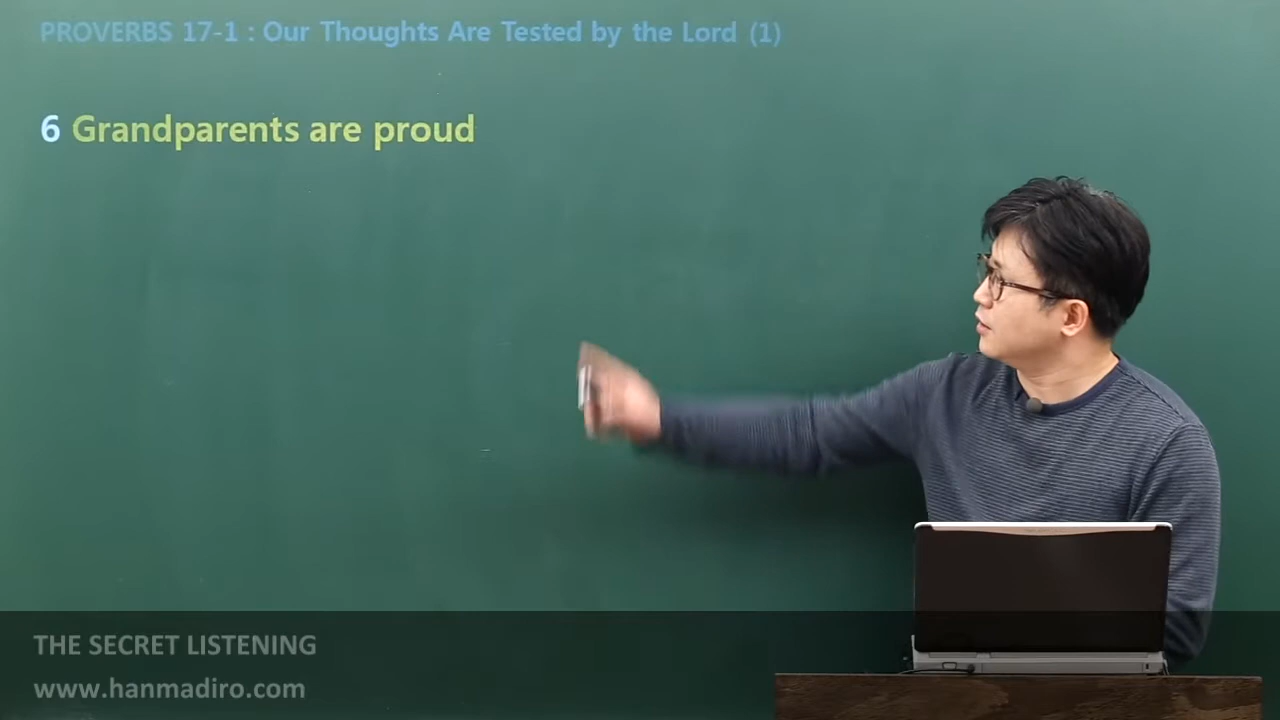 PROVERBS 17-1 : Our Thoughts Are Tested by the Lord (1)
6 Grandparents are proud
THE SECRET LISTENING
www.hanmadiro.com